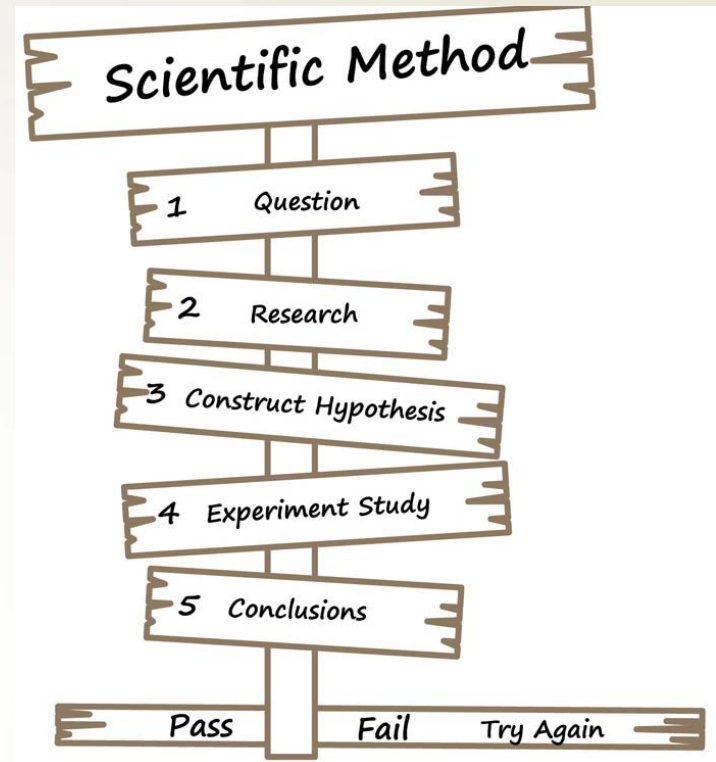 Scientific Method
1 Question
2 Research
3 Construct Hypothesis
4 Experiment Study
5 Conclusions
Pass Fail Try Again